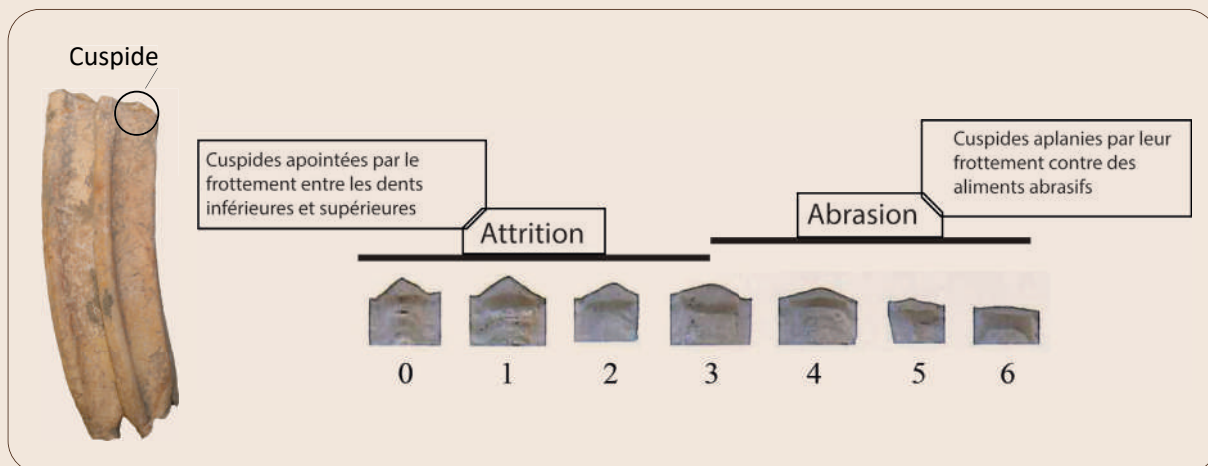 Cuspide
Cuspides apointées par le
frottement entre les dents
inférieures et supérieures
Attrition
Abrasion
Cuspides aplanies par leur
frottement contre des
aliments abrasifs
0 1 2 3 4 5 6